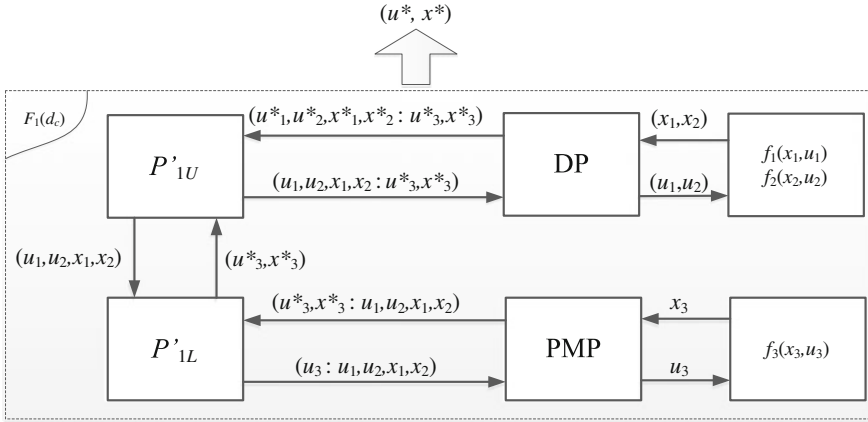 (u*, x*)
F₁(d_c)
(u*₁,u*₂,x*₁,x*₂ : u*₃,x*₃)
(x₁,x₂)
P'₁U
DP
f₁(x₁,u₁)
f₂(x₂,u₂)
(u₁,u₂,x₁,x₂ : u*₃,x*₃)
(u₁,u₂)
(u₁,u₂,x₁,x₂)
(u*₃,x*₃)
(u*₃,x*₃ : u₁,u₂,x₁,x₂)
x₃
P'₁L
PMP
f₃(x₃,u₃)
(u₃ : u₁,u₂,x₁,x₂)
u₃